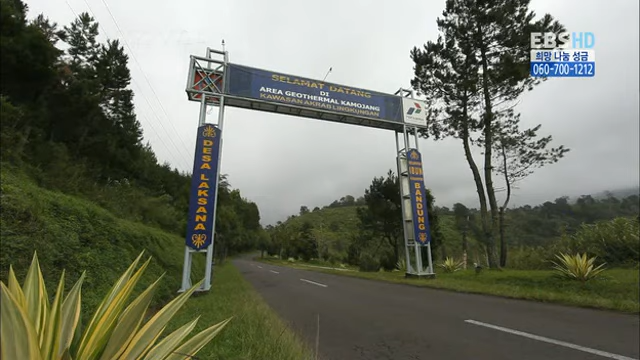 EBS HD
희망 나눔 성금
060-700-1212
SELAMAT DATANG
DI
AREA GEOTHERMAL KAMOJANG
KAWASAN AKRAB LINGKUNGAN
DESA LAKSANA
IBUN
BANDUNG